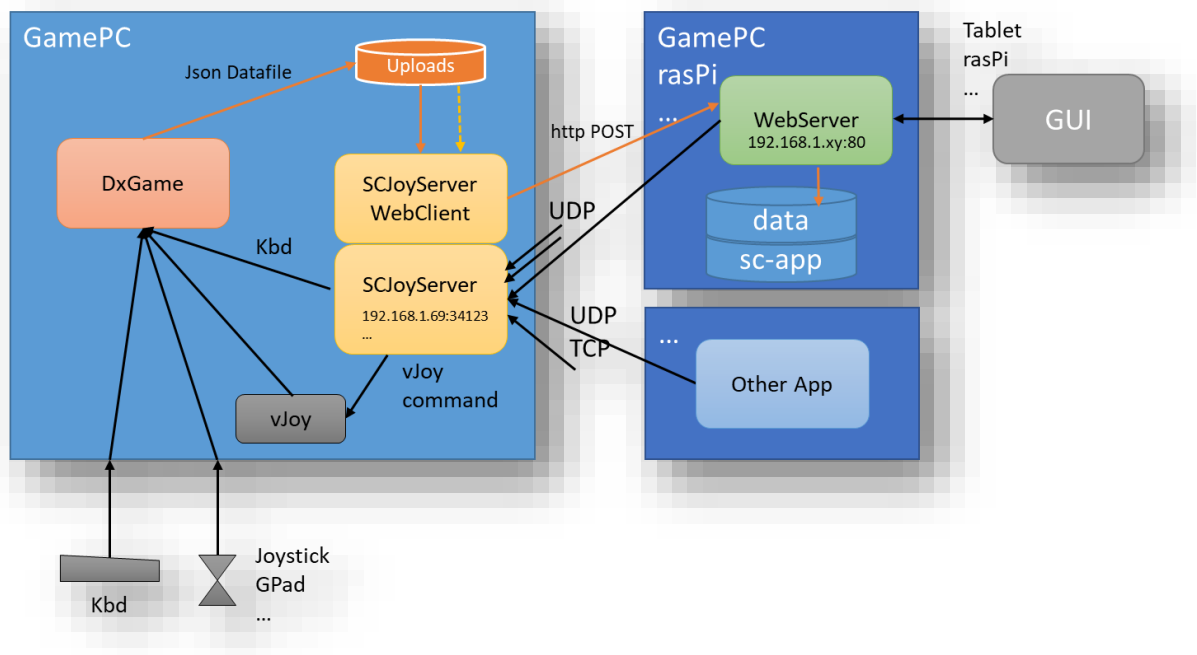 GamePC
Json Datafile
Uploads
DxGame
SCJoyServer
WebClient
Kbd
SCJoyServer
192.168.1.69:34123
...
vJoy
command
vJoy
http POST
UDP
UDP
TCP
GamePC
rasPi
...
WebServer
192.168.1.xy:80
data
sc-app
...
Other App
Tablet
rasPi
...
GUI
Kbd
Joystick
GPad
...